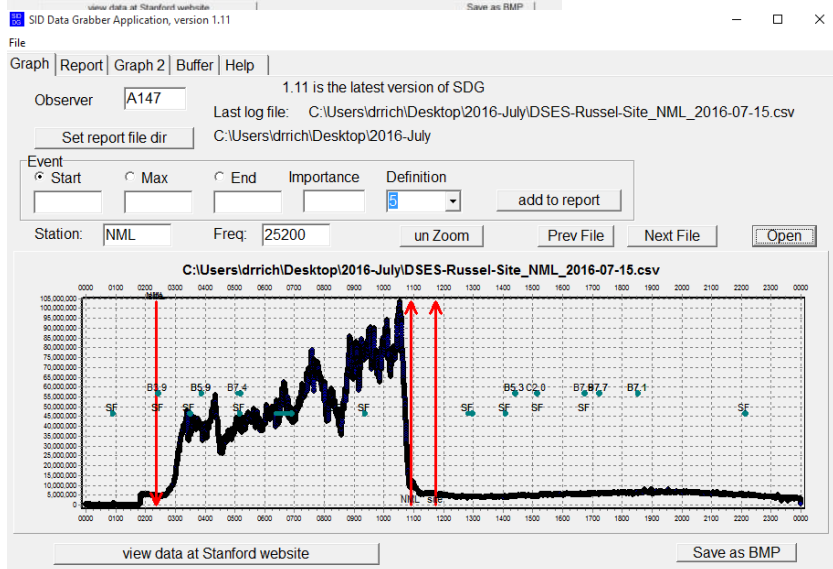 view data at Stanford website Save as BMP
SID DG SID Data Grabber Application, version 1.11
File
Graph Report Graph 2 Buffer Help
1.11 is the latest version of SDG
Observer A147
Last log file: C:\Users\drrich\Desktop\2016-July\DSES-Russel-Site_NML_2016-07-15.csv
Set report file dir C:\Users\drrich\Desktop\2016-July
Event
Start Max End Importance Definition
5 add to report
Station: NML Freq: 25200 un Zoom Prev File Next File Open
C:\Users\drrich\Desktop\2016-July\DSES-Russel-Site_NML_2016-07-15.csv
0000 0100 0200 0300 0400 0500 0600 0700 0800 0900 1000 1100 1200 1300 1400 1500 1600 1700 1800 1900 2000 2100 2200 2300 0000
105,000,000
100,000,000
95,000,000
90,000,000
85,000,000
80,000,000
75,000,000
70,000,000
65,000,000
60,000,000
B3.9 B5.9 B7.4 B5.3 C2.0 B7.7 B7.1
55,000,000
50,000,000
SF SF SF SF SF SF SF SF SF SF SF
45,000,000
40,000,000
35,000,000
30,000,000
25,000,000
20,000,000
15,000,000
10,000,000
5,000,000
NML site
0
0000 0100 0200 0300 0400 0500 0600 0700 0800 0900 1000 1100 1200 1300 1400 1500 1600 1700 1800 1900 2000 2100 2200 2300 0000
view data at Stanford website Save as BMP